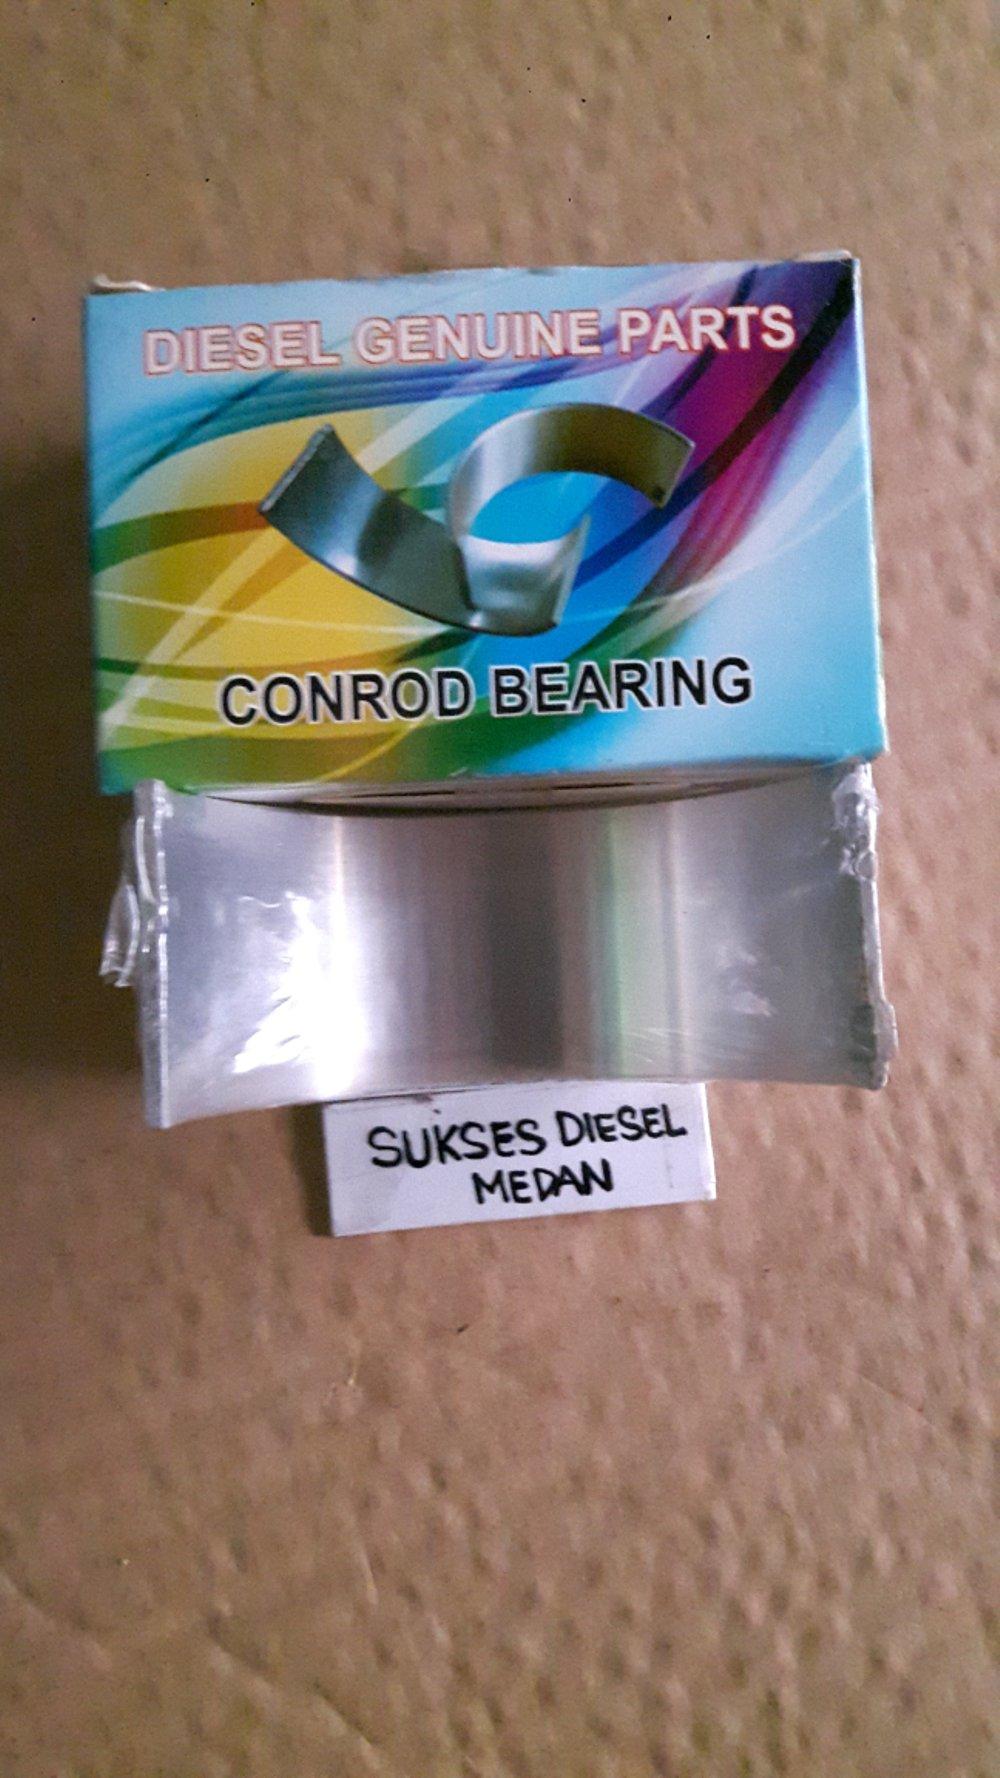 DIESEL GENUINE PARTS
CONROD BEARING
SUKSES DIESEL
MEDAN